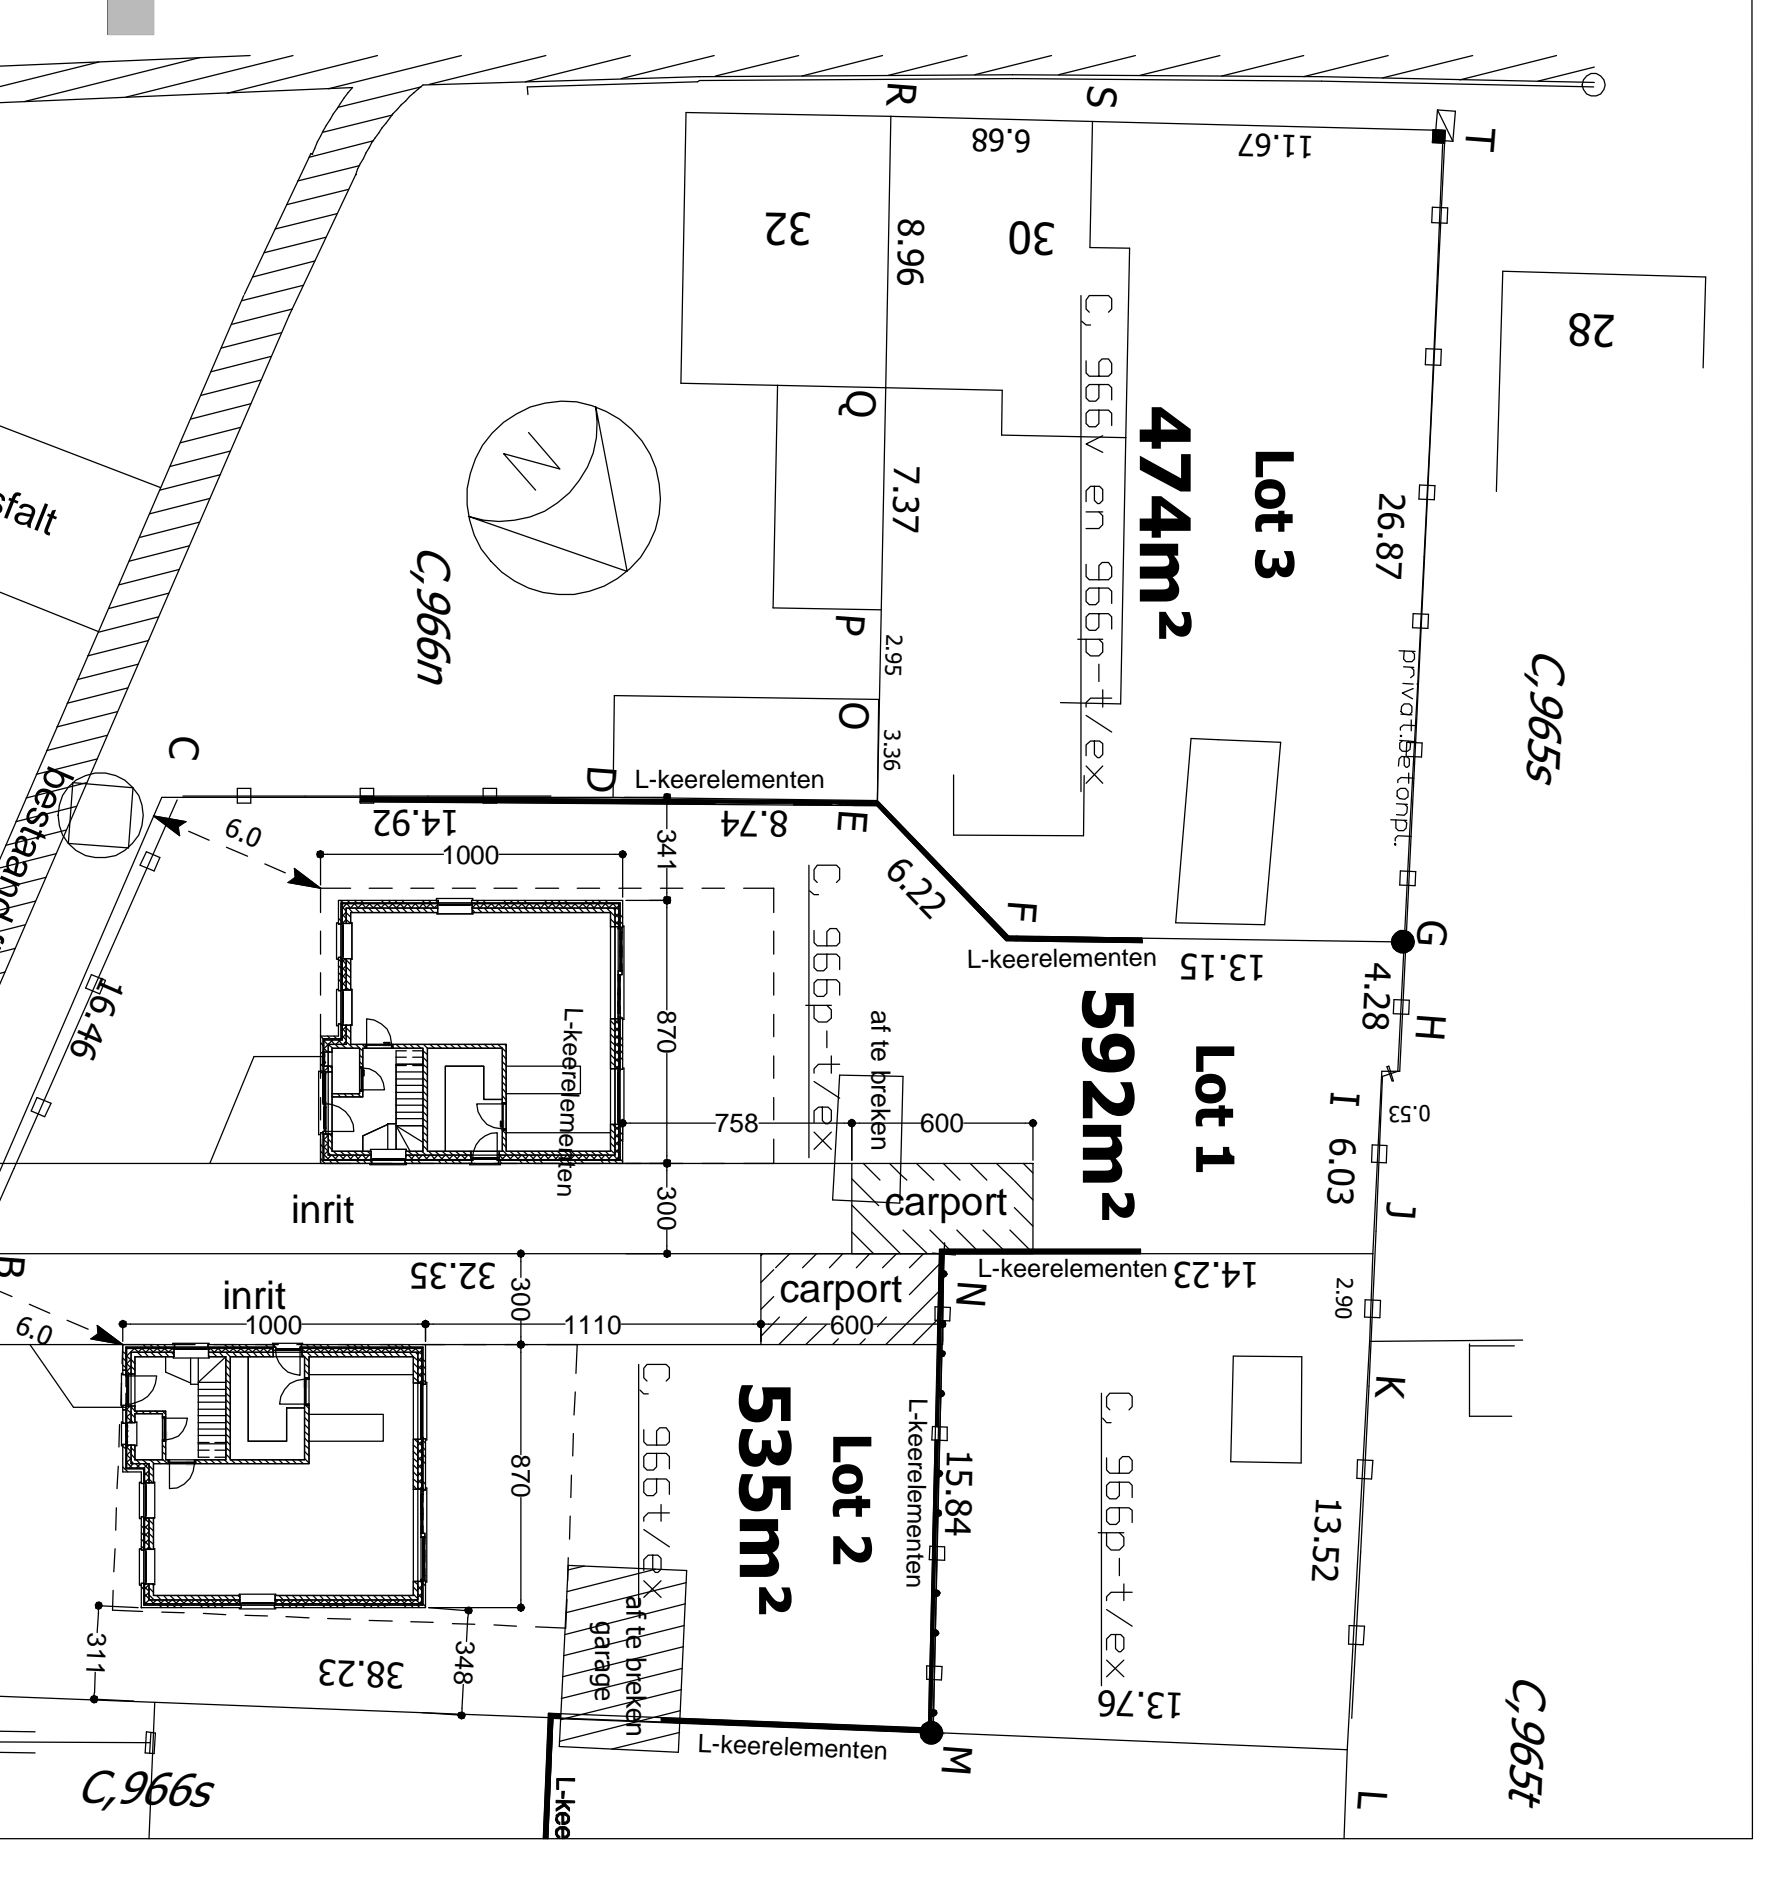 R
S
T
6.68
11.67
32
8.96
30
28
C, 966v en 966p-t/ex
474m²
Lot 3
Q
7.37
26.87
N
sfalt
C,966n
P
2.95
privat.betonpl.
C,965s
O
3.36
C
D
L-keerelementen
bestaand
14.92
8.74
E
341
6.0
1000
6.22
F
L-keerelementen
13.15
G
4.28
H
C, 966p-t/ex
af te breken
592m²
Lot 1
16.46
870
L-keerelementen
I
0.53
758
600
6.03
J
inrit
300
carport
B
32.35
L-keerelementen
14.23
inrit
300
carport
N
2.90
6.0
1000
1110
600
K
C, 966t/ex
535m²
Lot 2
L-keerelementen
15.84
C, 966p-t/ex
870
13.52
311
38.23
348
af te breken
garage
13.76
L-keerelementen
M
C,966s
L-kee
L
C,965t